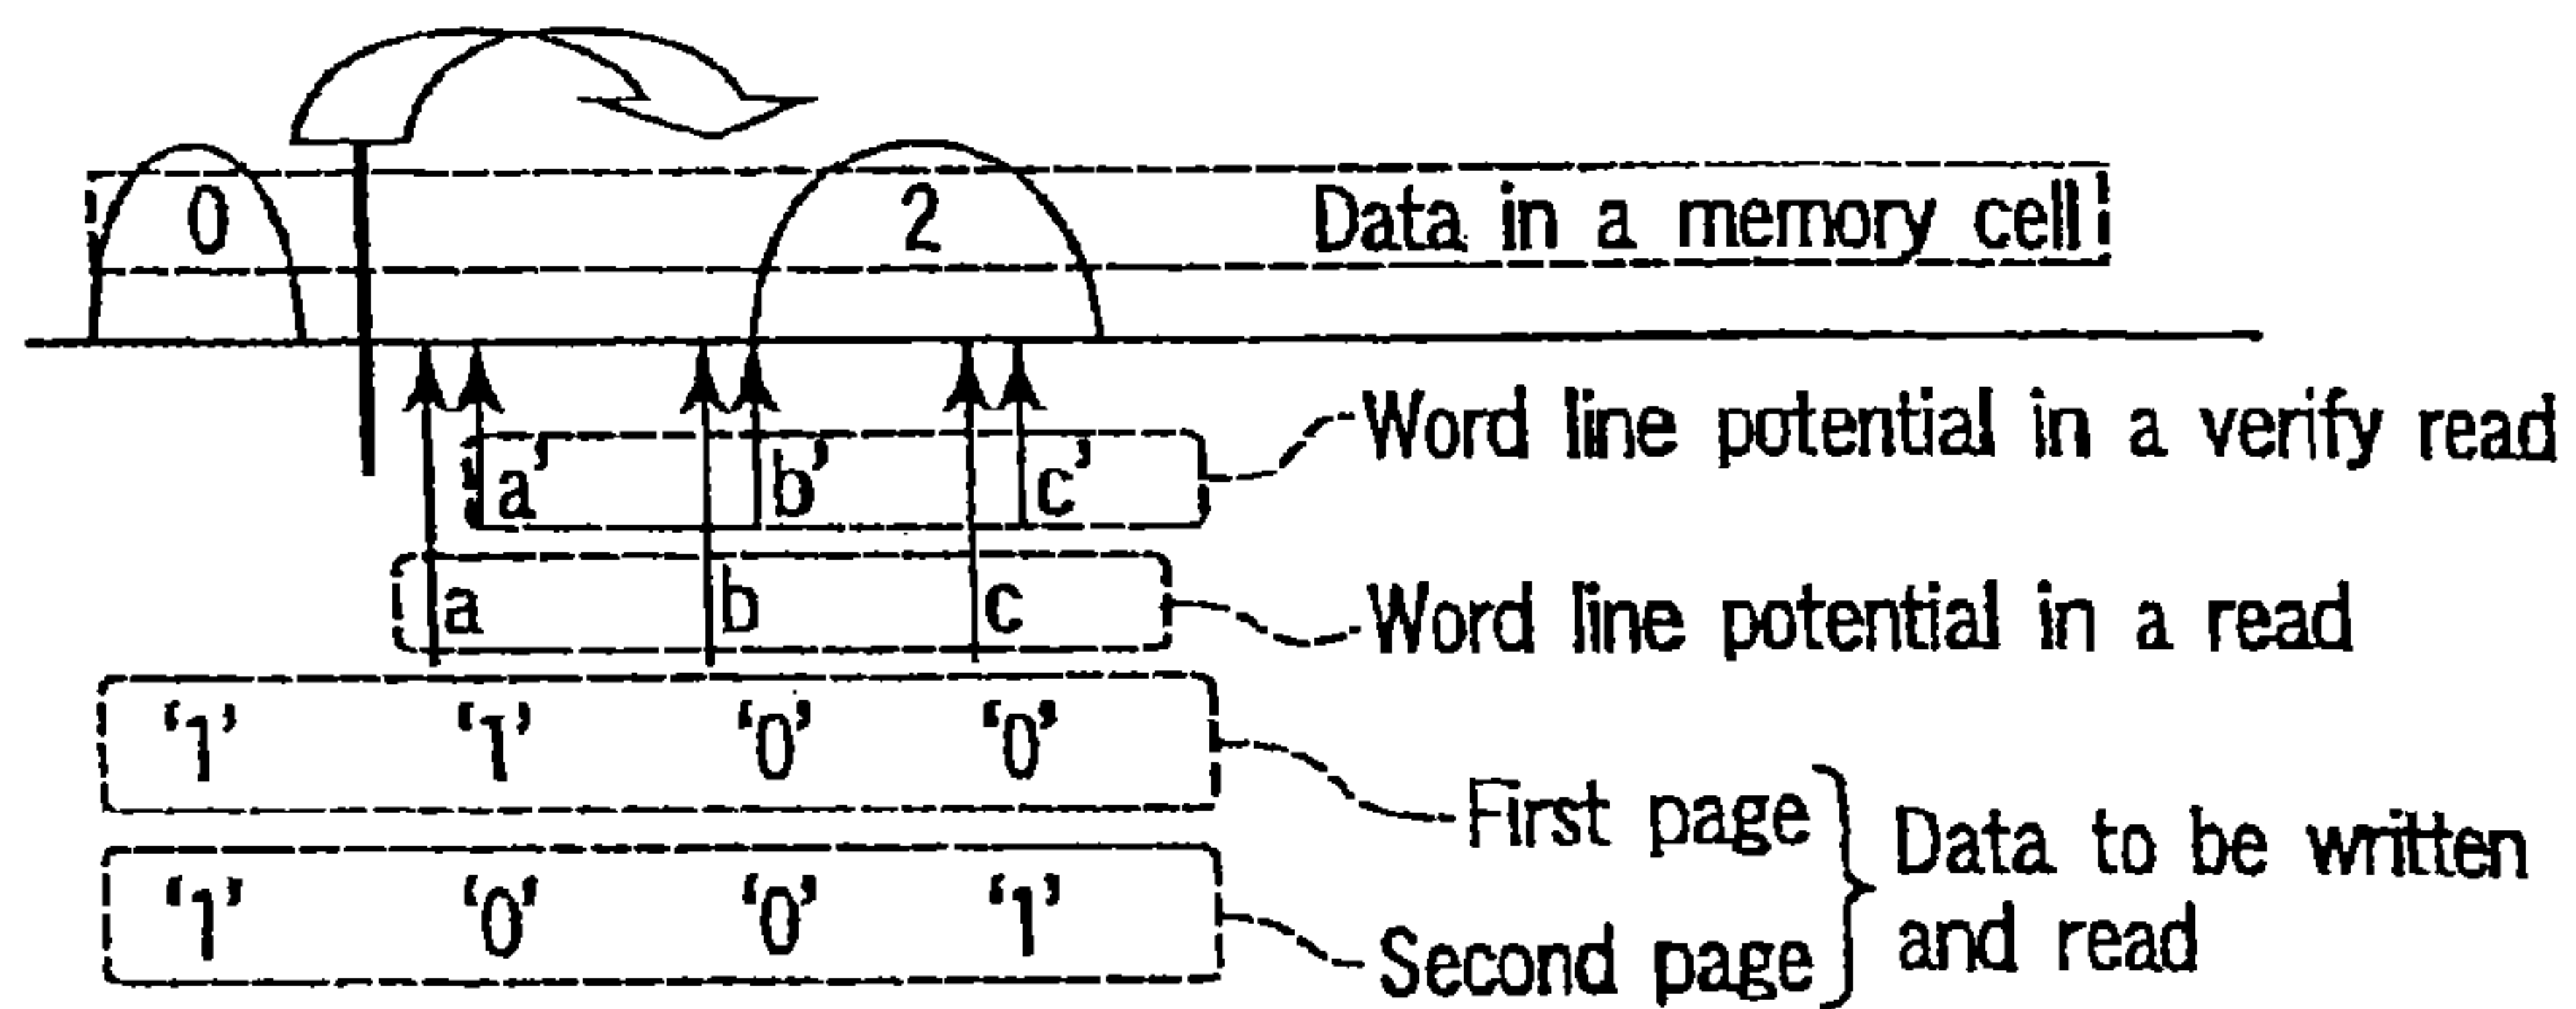 0 2 Data in a memory cell
a' b' c' Word line potential in a verify read
a b c Word line potential in a read
‘1’ ‘1’ ‘0’ ‘0’
First page
‘1’ ‘0’ ‘0’ ‘1’
Second page
Data to be written
and read